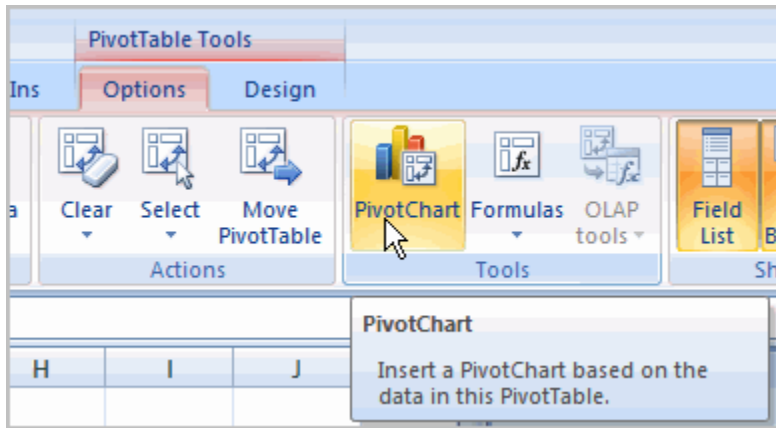 PivotTable Tools
Ins Options Design
Clear Select Move PivotTable
PivotChart Formulas OLAP tools
Field List
Actions Tools
PivotChart
Insert a PivotChart based on the
data in this PivotTable.
H I J